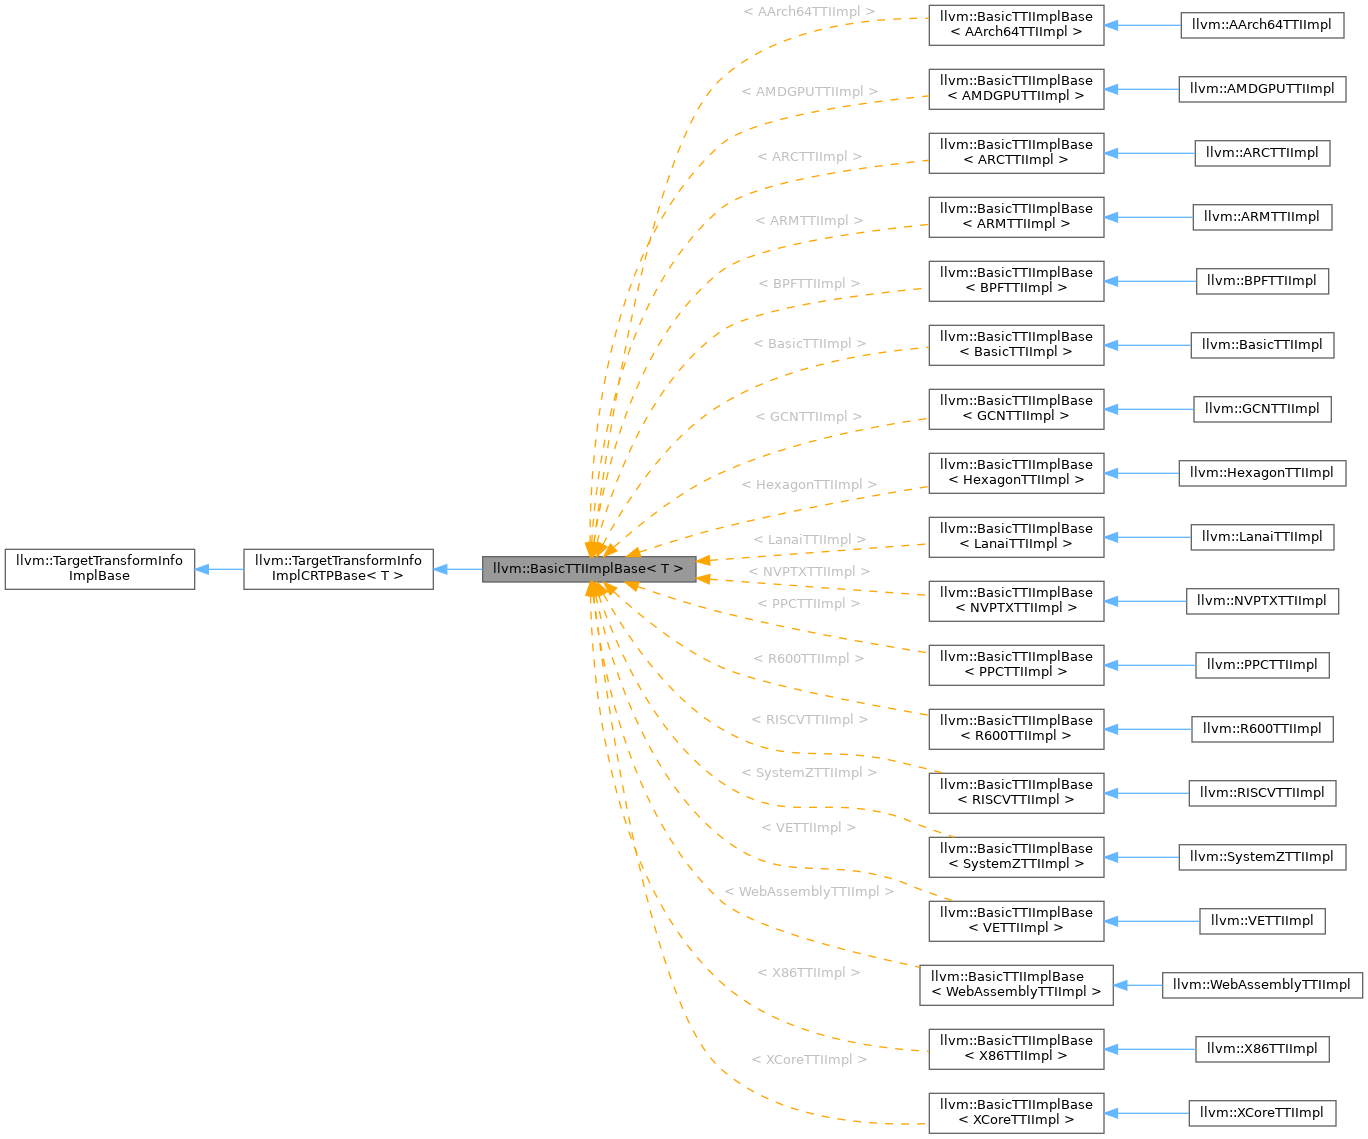 llvm::TargetTransformInfo
ImplBase
llvm::TargetTransformInfo
ImplCRTPBase< T >
llvm::BasicTTIImplBase< T >
< AArch64TTIImpl >
llvm::BasicTTIImplBase
< AArch64TTIImpl >
llvm::AArch64TTIImpl
< AMDGPUTTIImpl >
llvm::BasicTTIImplBase
< AMDGPUTTIImpl >
llvm::AMDGPUTTIImpl
< ARCTTIImpl >
llvm::BasicTTIImplBase
< ARCTTIImpl >
llvm::ARCTTIImpl
< ARMTTIImpl >
llvm::BasicTTIImplBase
< ARMTTIImpl >
llvm::ARMTTIImpl
< BPFTTIImpl >
llvm::BasicTTIImplBase
< BPFTTIImpl >
llvm::BPFTTIImpl
< BasicTTIImpl >
llvm::BasicTTIImplBase
< BasicTTIImpl >
llvm::BasicTTIImpl
< GCNTTIImpl >
llvm::BasicTTIImplBase
< GCNTTIImpl >
llvm::GCNTTIImpl
< HexagonTTIImpl >
llvm::BasicTTIImplBase
< HexagonTTIImpl >
llvm::HexagonTTIImpl
< LanaiTTIImpl >
llvm::BasicTTIImplBase
< LanaiTTIImpl >
llvm::LanaiTTIImpl
< NVPTXTTIImpl >
llvm::BasicTTIImplBase
< NVPTXTTIImpl >
llvm::NVPTXTTIImpl
< PPCTTIImpl >
llvm::BasicTTIImplBase
< PPCTTIImpl >
llvm::PPCTTIImpl
< R600TTIImpl >
llvm::BasicTTIImplBase
< R600TTIImpl >
llvm::R600TTIImpl
< RISCVTTIImpl >
llvm::BasicTTIImplBase
< RISCVTTIImpl >
llvm::RISCVTTIImpl
< SystemZTTIImpl >
llvm::BasicTTIImplBase
< SystemZTTIImpl >
llvm::SystemZTTIImpl
< VETTIImpl >
llvm::BasicTTIImplBase
< VETTIImpl >
llvm::VETTIImpl
< WebAssemblyTTIImpl >
llvm::BasicTTIImplBase
< WebAssemblyTTIImpl >
llvm::WebAssemblyTTIImpl
< X86TTIImpl >
llvm::BasicTTIImplBase
< X86TTIImpl >
llvm::X86TTIImpl
< XCoreTTIImpl >
llvm::BasicTTIImplBase
< XCoreTTIImpl >
llvm::XCoreTTIImpl